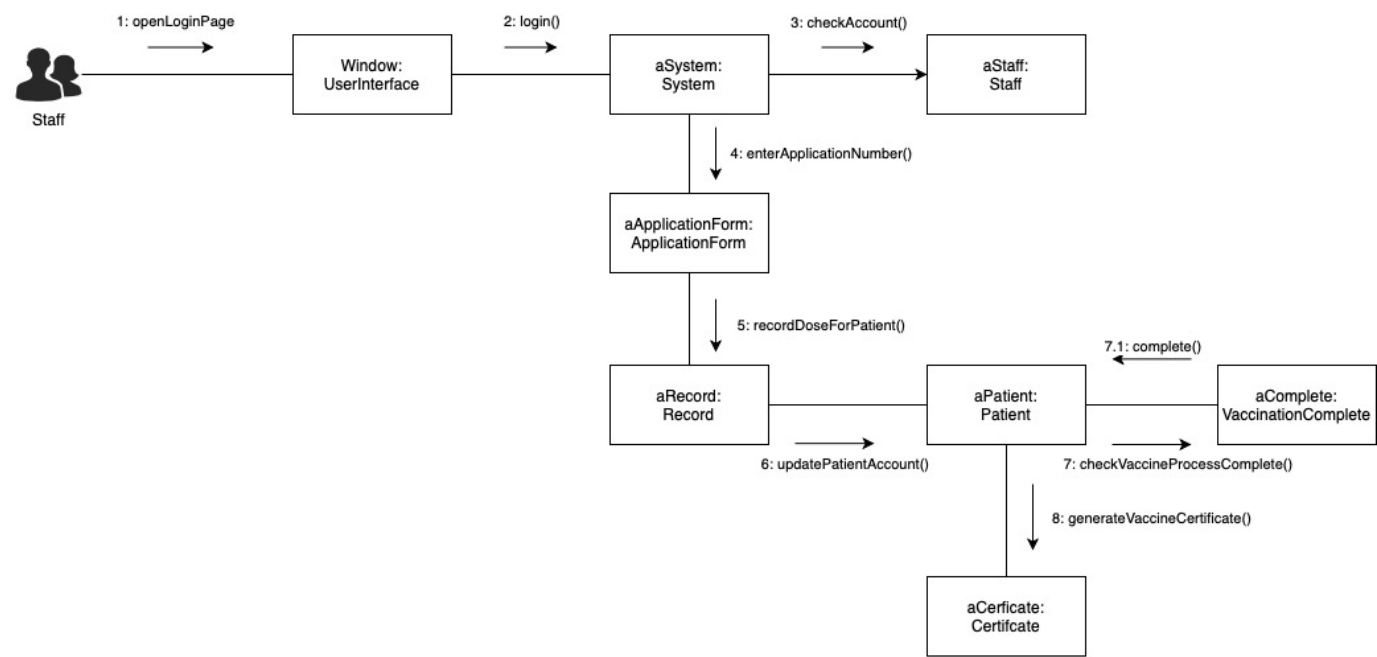 1: openLoginPage
2: login()
3: checkAccount()
Staff
Window:
UserInterface
aSystem:
System
aStaff:
Staff
4: enterApplicationNumber()
aApplicationForm:
ApplicationForm
5: recordDoseForPatient()
7.1: complete()
aRecord:
Record
aPatient:
Patient
aComplete:
VaccinationComplete
6: updatePatientAccount()
7: checkVaccineProcessComplete()
8: generateVaccineCertificate()
aCerficate:
Certifcate